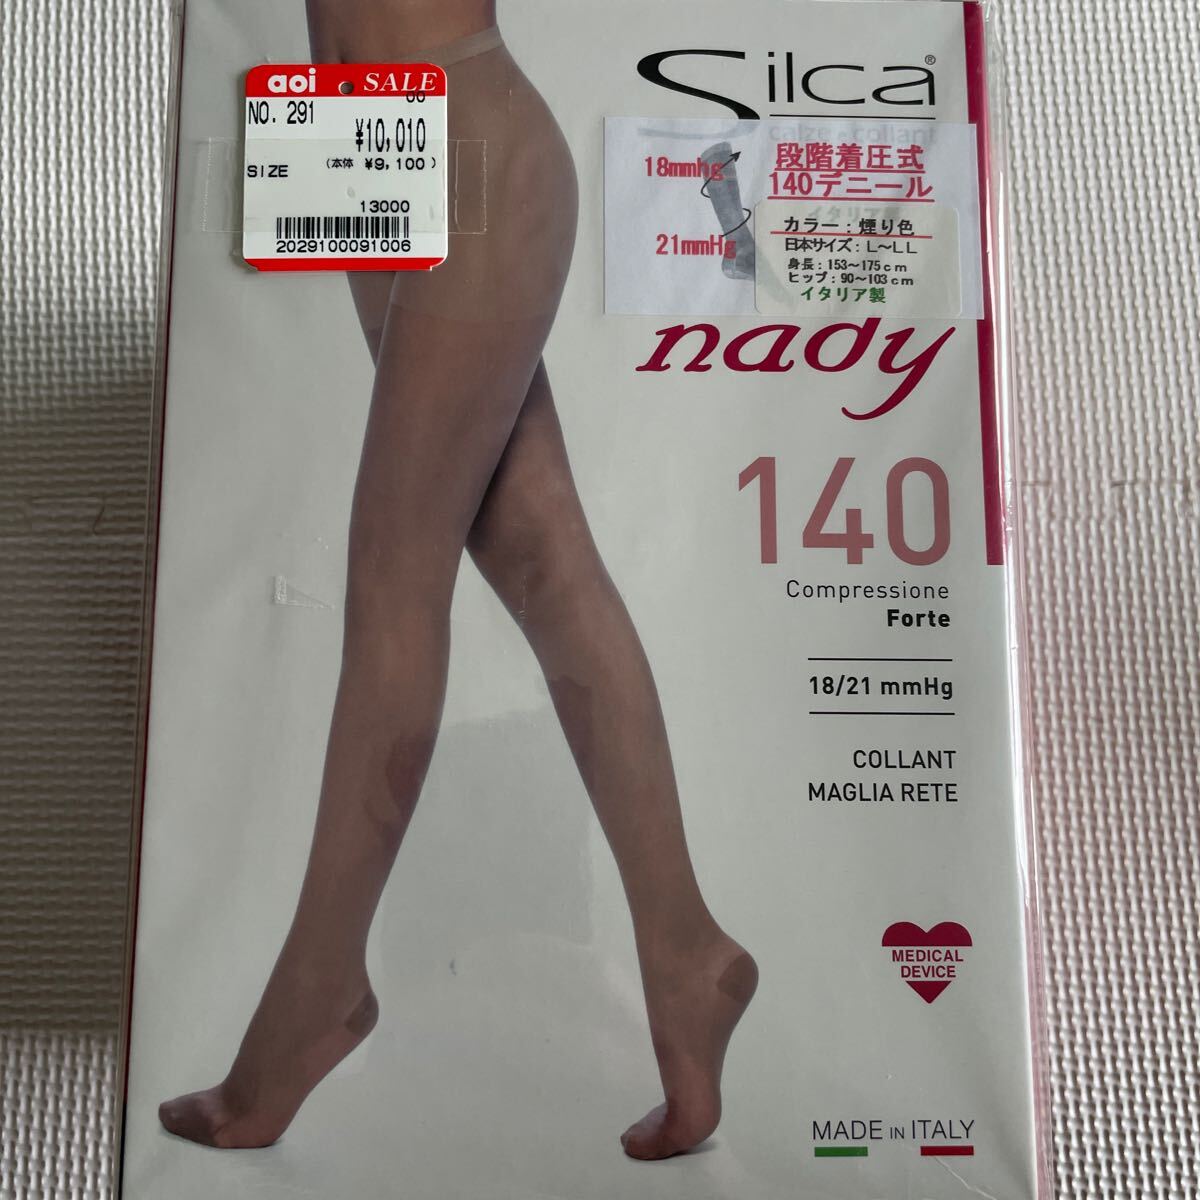 aoi SALE
NO. 291
¥10,010
(本体 ¥9,100)
SIZE
13000
2029100091006
Silca®
calze e collant
段階着圧式
140デニール
18mmhg
21mmHg
カラー：煙り色
日本サイズ：L～LL
身長：153～175cm
ヒップ：90～103cm
イタリア製
nady
140
Compressione
Forte
18/21 mmHg
COLLANT
MAGLIA RETE
MEDICAL
DEVICE
MADE IN ITALY